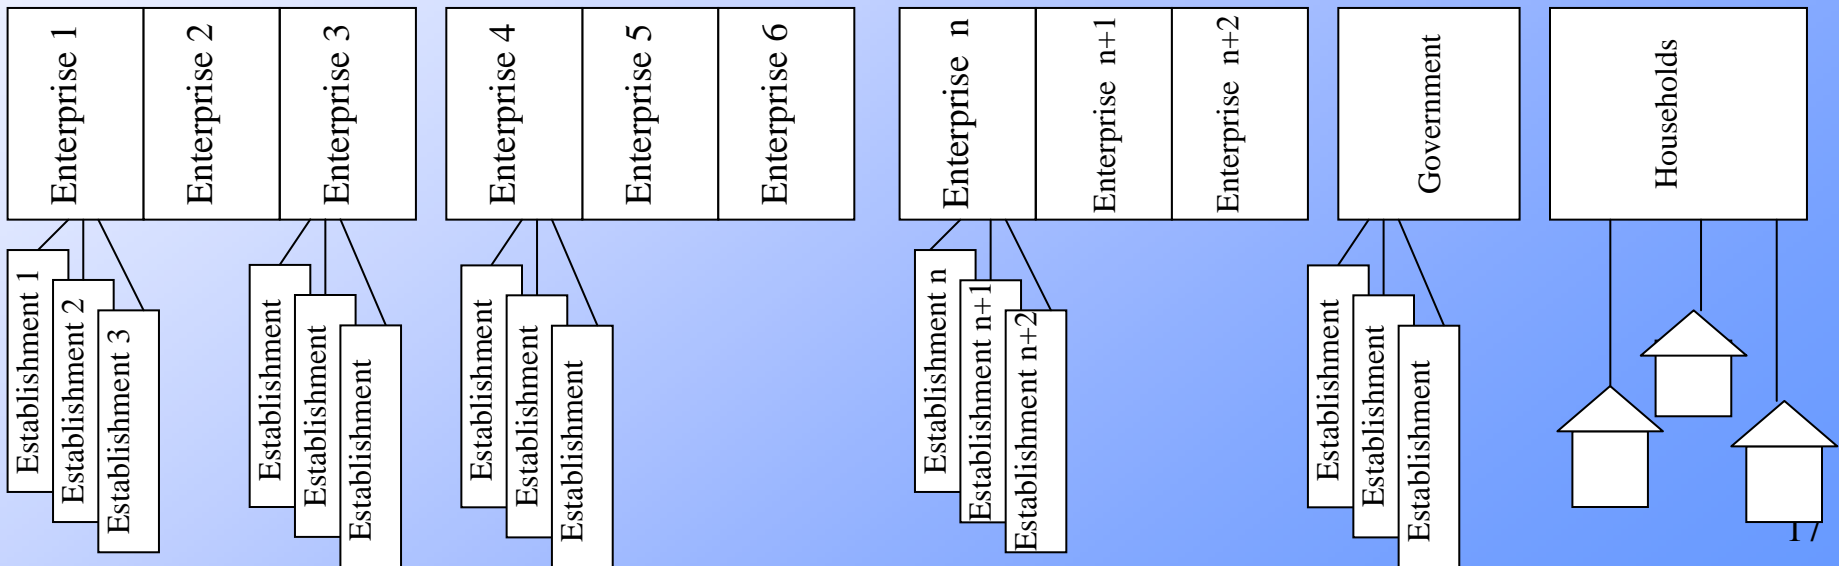 Enterprise 1
Enterprise 2
Enterprise 3
Enterprise 4
Enterprise 5
Enterprise 6
Enterprise n
Enterprise n+1
Enterprise n+2
Government
Households
Establishment 1
Establishment 2
Establishment 3
Establishment
Establishment
Establishment
Establishment
Establishment
Establishment
Establishment n
Establishment n+1
Establishment n+2
Establishment
Establishment
Establishment
17